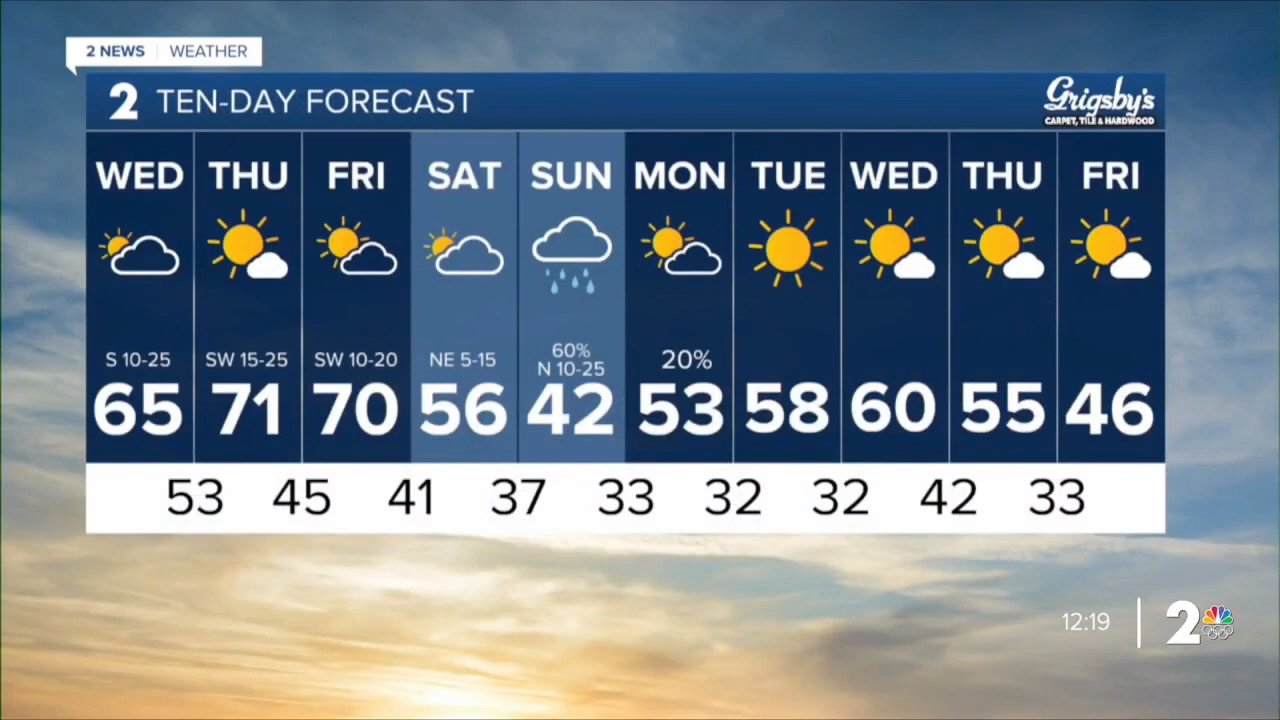 2 NEWS | WEATHER
2 TEN-DAY FORECAST
Grigsby's
CARPET, TILE & HARDWOOD
WED THU FRI SAT SUN MON TUE WED THU FRI
60%
S 10-25 SW 15-25 SW 10-20 NE 5-15 N 10-25 20%
65 71 70 56 42 53 58 60 55 46
53 45 41 37 33 32 32 42 33
12:19 | 2